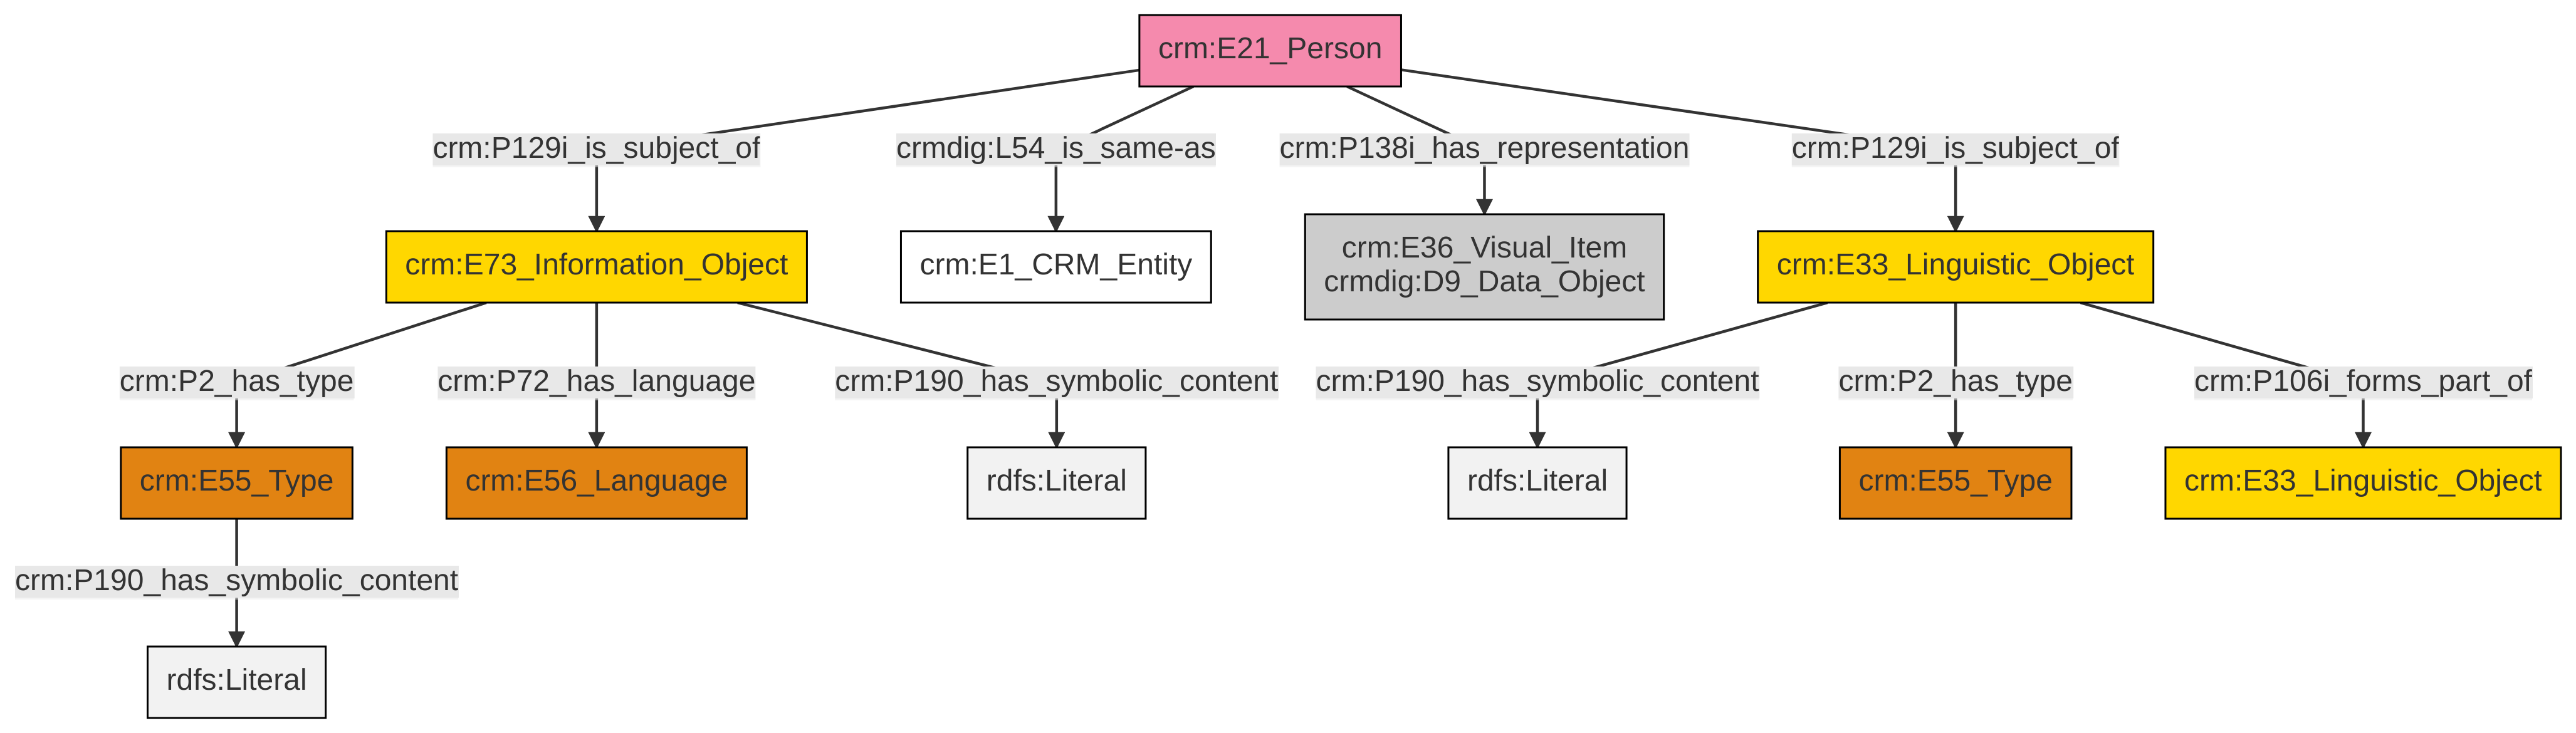 crm:E21_Person
crm:P129i_is_subject_of
crmdig:L54_is_same-as
crm:P138i_has_representation
crm:P129i_is_subject_of
crm:E73_Information_Object
crm:E1_CRM_Entity
crm:E36_Visual_Item
crmdig:D9_Data_Object
crm:E33_Linguistic_Object
crm:P2_has_type
crm:P72_has_language
crm:P190_has_symbolic_content
crm:P190_has_symbolic_content
crm:P2_has_type
crm:P106i_forms_part_of
crm:E55_Type
crm:E56_Language
rdfs:Literal
rdfs:Literal
crm:E55_Type
crm:E33_Linguistic_Object
crm:P190_has_symbolic_content
rdfs:Literal